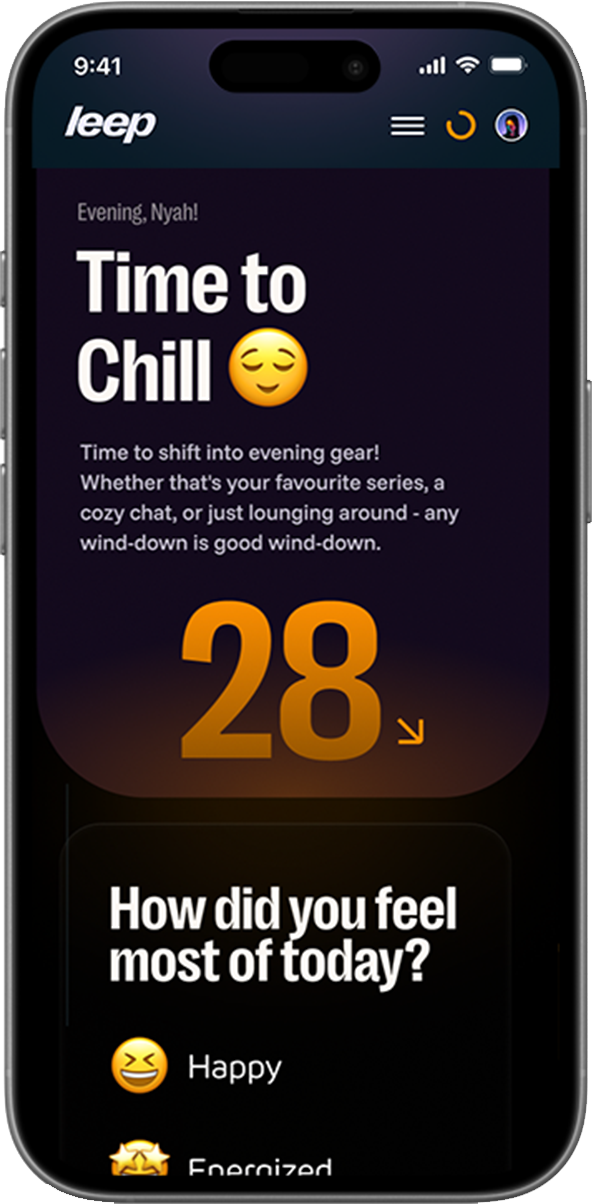 9:41
leep
Evening, Nyah!
Time to
Chill 😌
Time to shift into evening gear!
Whether that's your favourite series, a
cozy chat, or just lounging around - any
wind-down is good wind-down.
28
How did you feel
most of today?
😆 Happy
🤩 Energized